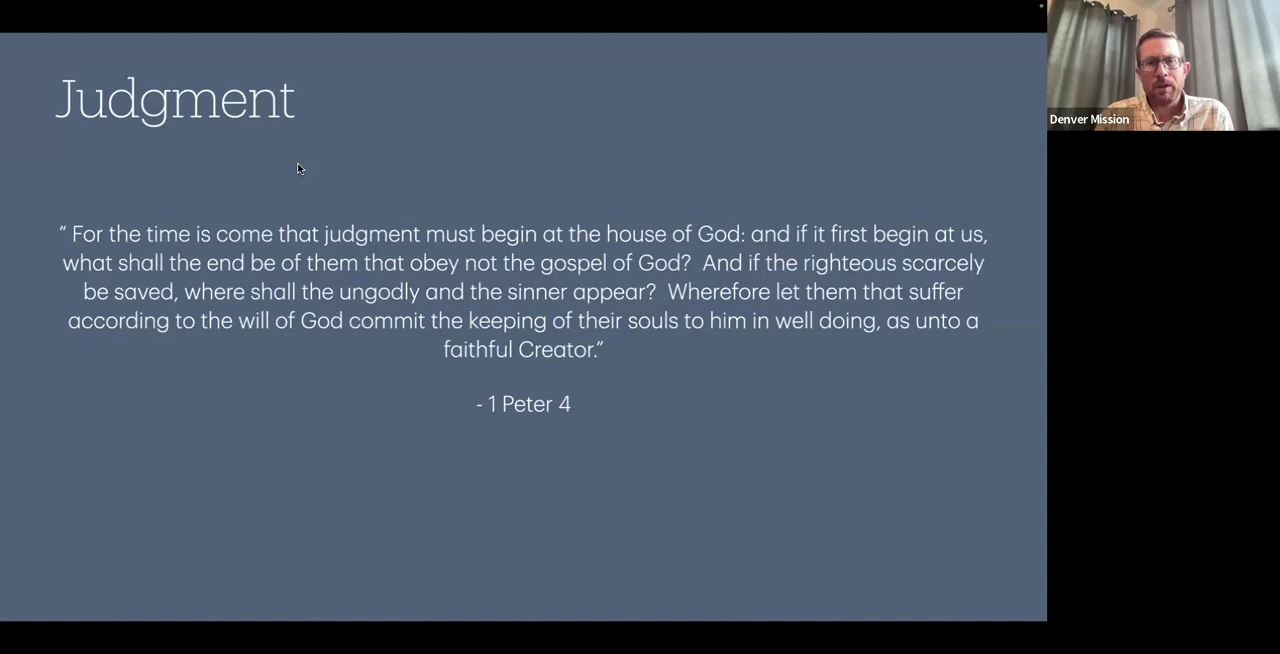 Judgment
“ For the time is come that judgment must begin at the house of God: and if it first begin at us,
what shall the end be of them that obey not the gospel of God?  And if the righteous scarcely
be saved, where shall the ungodly and the sinner appear?  Wherefore let them that suffer
according to the will of God commit the keeping of their souls to him in well doing, as unto a
faithful Creator.”
- 1 Peter 4
Denver Mission